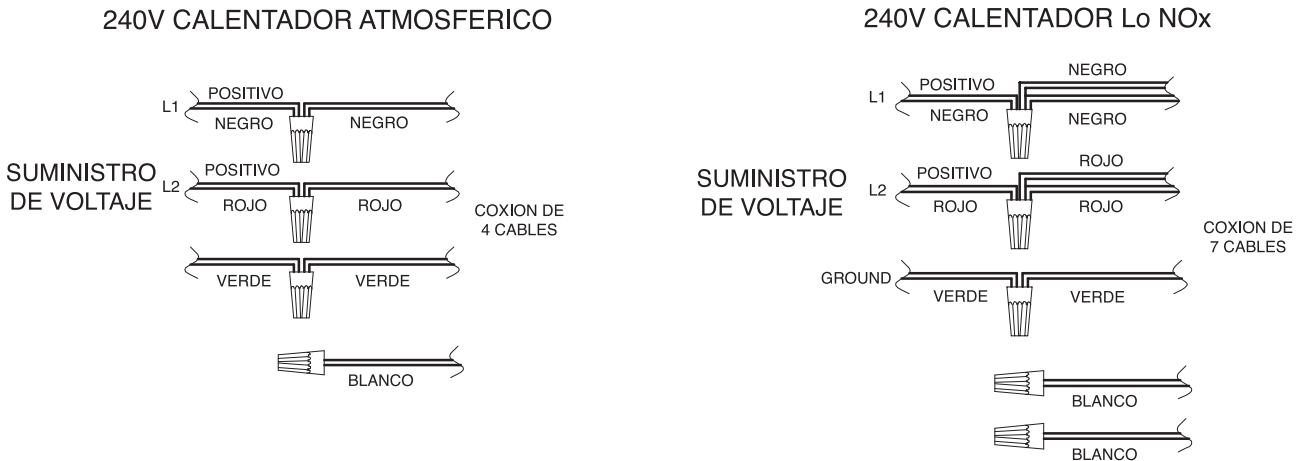 240V CALENTADOR ATMOSFERICO
L1
POSITIVO
NEGRO
NEGRO
SUMINISTRO
DE VOLTAJE
L2
POSITIVO
ROJO
ROJO
COXION DE
4 CABLES
VERDE
VERDE
BLANCO
240V CALENTADOR Lo NOx
L1
POSITIVO
NEGRO
NEGRO
NEGRO
SUMINISTRO
DE VOLTAJE
L2
POSITIVO
ROJO
ROJO
ROJO
COXION DE
7 CABLES
GROUND
VERDE
VERDE
BLANCO
BLANCO